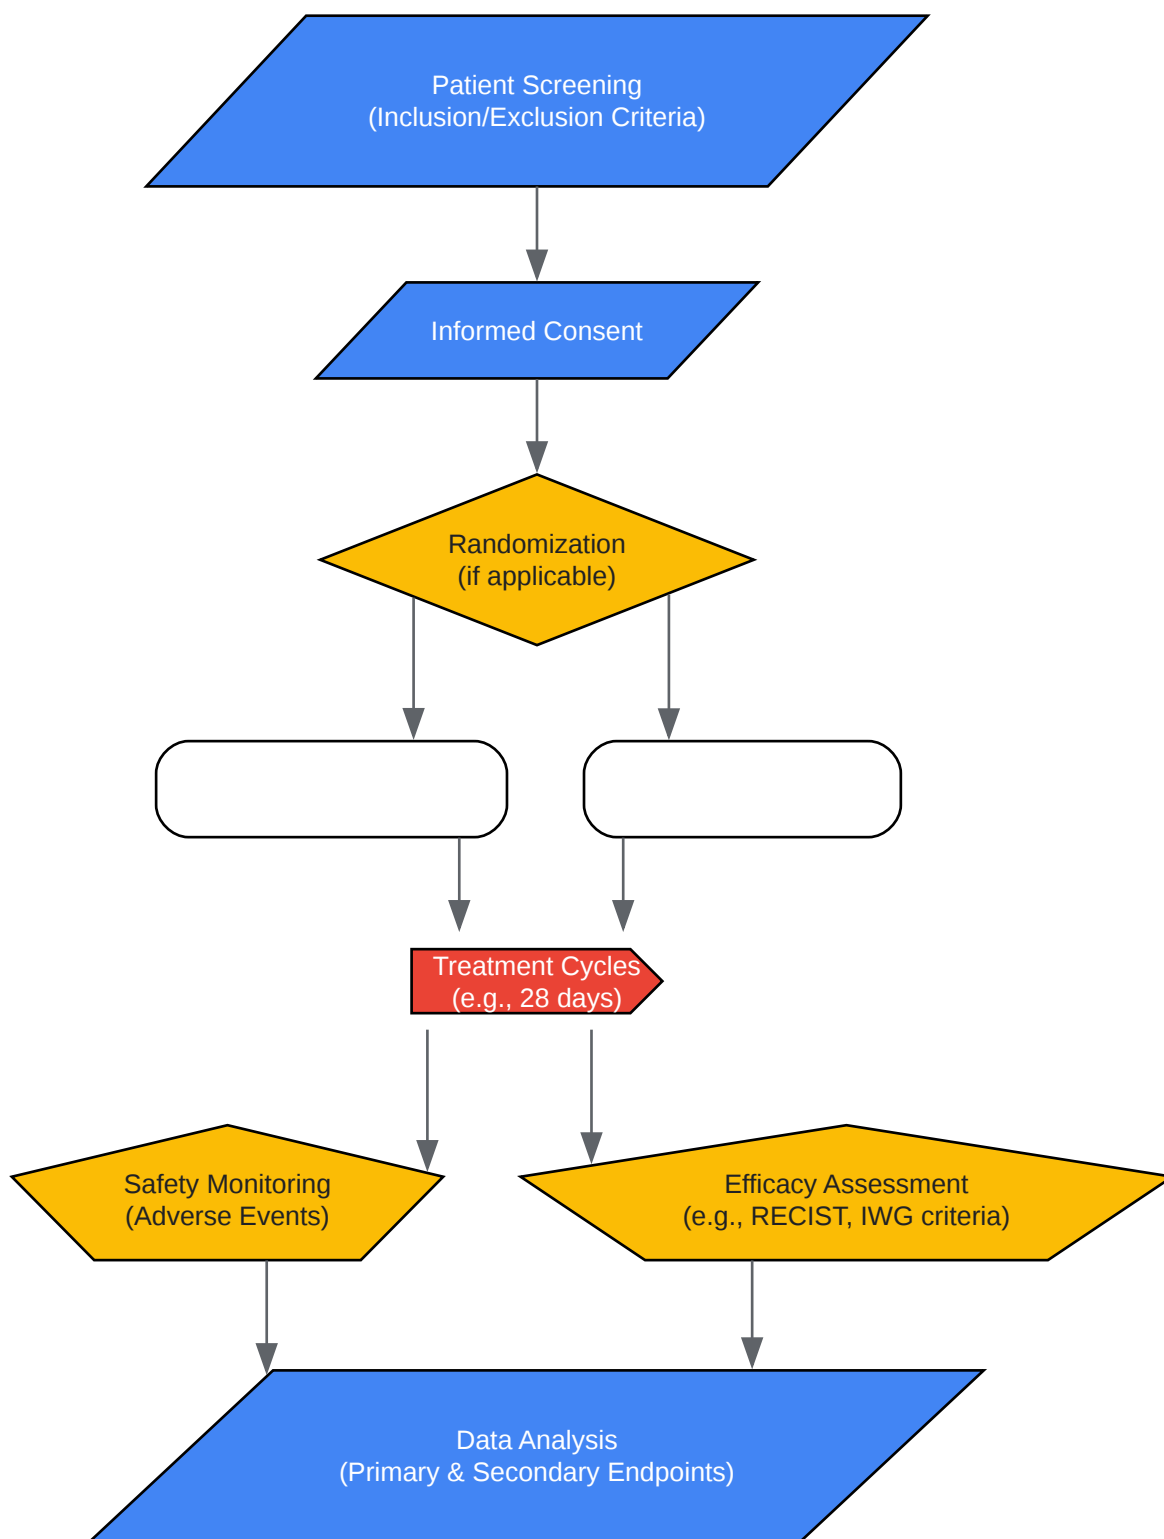 Patient Screening
(Inclusion/Exclusion Criteria)
Informed Consent
Randomization
(if applicable)
Treatment Cycles
(e.g., 28 days)
Safety Monitoring
(Adverse Events)
Efficacy Assessment
(e.g., RECIST, IWG criteria)
Data Analysis
(Primary & Secondary Endpoints)